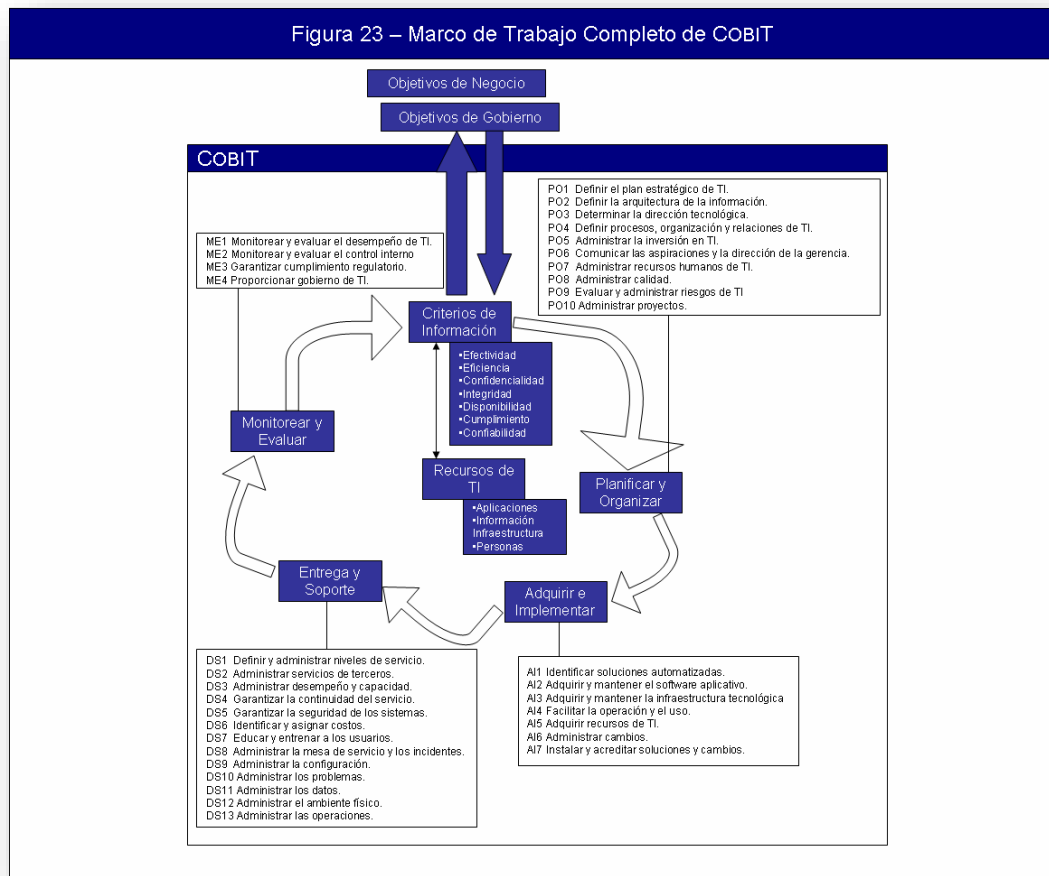 Figura 23 – Marco de Trabajo Completo de COBIT
Objetivos de Negocio
Objetivos de Gobierno
COBIT
PO1 Definir el plan estratégico de TI.
PO2 Definir la arquitectura de la información.
PO3 Determinar la dirección tecnológica.
PO4 Definir procesos, organización y relaciones de TI.
PO5 Administrar la inversión en TI.
PO6 Comunicar las aspiraciones y la dirección de la gerencia.
PO7 Administrar recursos humanos de TI.
PO8 Administrar calidad.
PO9 Evaluar y administrar riesgos de TI
PO10 Administrar proyectos.
ME1 Monitorear y evaluar el desempeño de TI.
ME2 Monitorear y evaluar el control interno
ME3 Garantizar cumplimiento regulatorio.
ME4 Proporcionar gobierno de TI.
Criterios de
Información
▪Efectividad
▪Eficiencia
▪Confidencialidad
▪Integridad
▪Disponibilidad
▪Cumplimiento
▪Confiabilidad
Monitorear y
Evaluar
Recursos de
TI
▪Aplicaciones
▪Información
Infraestructura
▪Personas
Planificar y
Organizar
Entrega y
Soporte
Adquirir e
Implementar
DS1 Definir y administrar niveles de servicio.
DS2 Administrar servicios de terceros.
DS3 Administrar desempeño y capacidad.
DS4 Garantizar la continuidad del servicio.
DS5 Garantizar la seguridad de los sistemas.
DS6 Identificar y asignar costos.
DS7 Educar y entrenar a los usuarios.
DS8 Administrar la mesa de servicio y los incidentes.
DS9 Administrar la configuración.
DS10 Administrar los problemas.
DS11 Administrar los datos.
DS12 Administrar el ambiente físico.
DS13 Administrar las operaciones.
AI1 Identificar soluciones automatizadas.
AI2 Adquirir y mantener el software aplicativo.
AI3 Adquirir y mantener la infraestructura tecnológica
AI4 Facilitar la operación y el uso.
AI5 Adquirir recursos de TI.
AI6 Administrar cambios.
AI7 Instalar y acreditar soluciones y cambios.